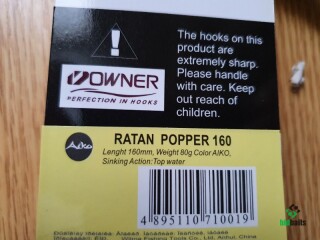 The hooks on this
product are
extremely sharp.
Please handle
with care. Keep
out reach of
children.
OWNER
PERFECTION IN HOOKS
Aiko
RATAN POPPER 160
Lenght 160mm, Weight 80g Color AIKO,
Sinking Action:Top water
4 895110 710019